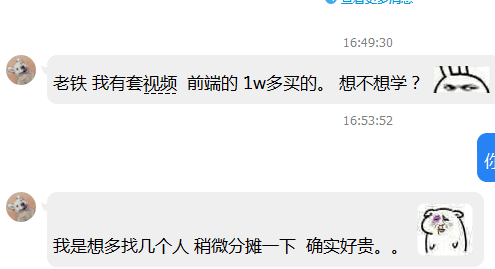 查看更多消息
16:49:30
老铁 我有套视频 前端的 1w多买的。 想不想学？
16:53:52
你
我是想多找几个人 稍微分摊一下 确实好贵。。